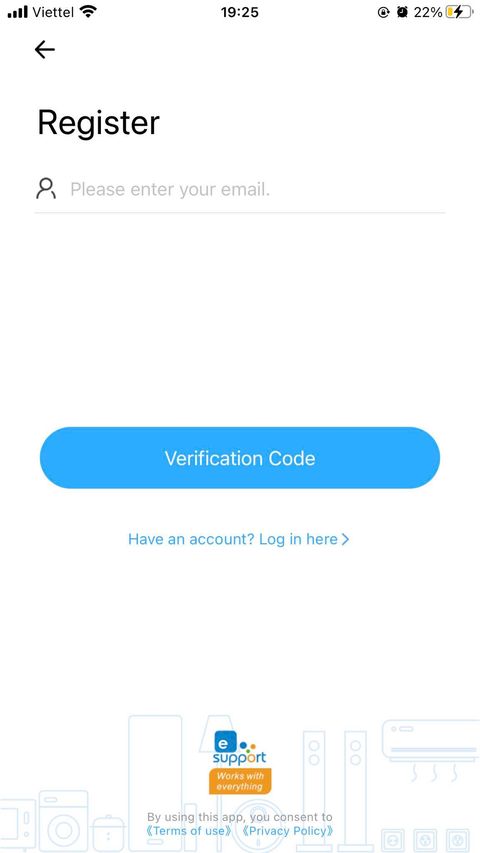 Viettel 19:25 22%
Register
Please enter your email.
Verification Code
Have an account? Log in here
e
support
Works with
everything
By using this app, you consent to
《Terms of use》 《Privacy Policy》